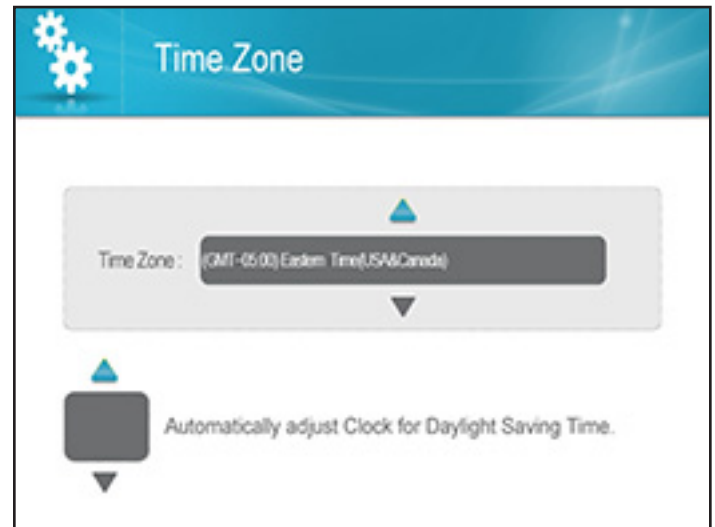 Time Zone
Time Zone : (GMT-05:00) Eastern Time(USA&Canada)
Automatically adjust Clock for Daylight Saving Time.